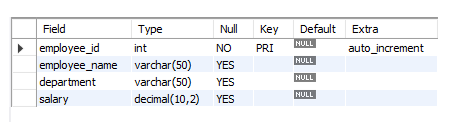 Field Type Null Key Default Extra
employee_id int NO PRI NULL auto_increment
employee_name varchar(50) YES NULL
department varchar(50) YES NULL
salary decimal(10,2) YES NULL